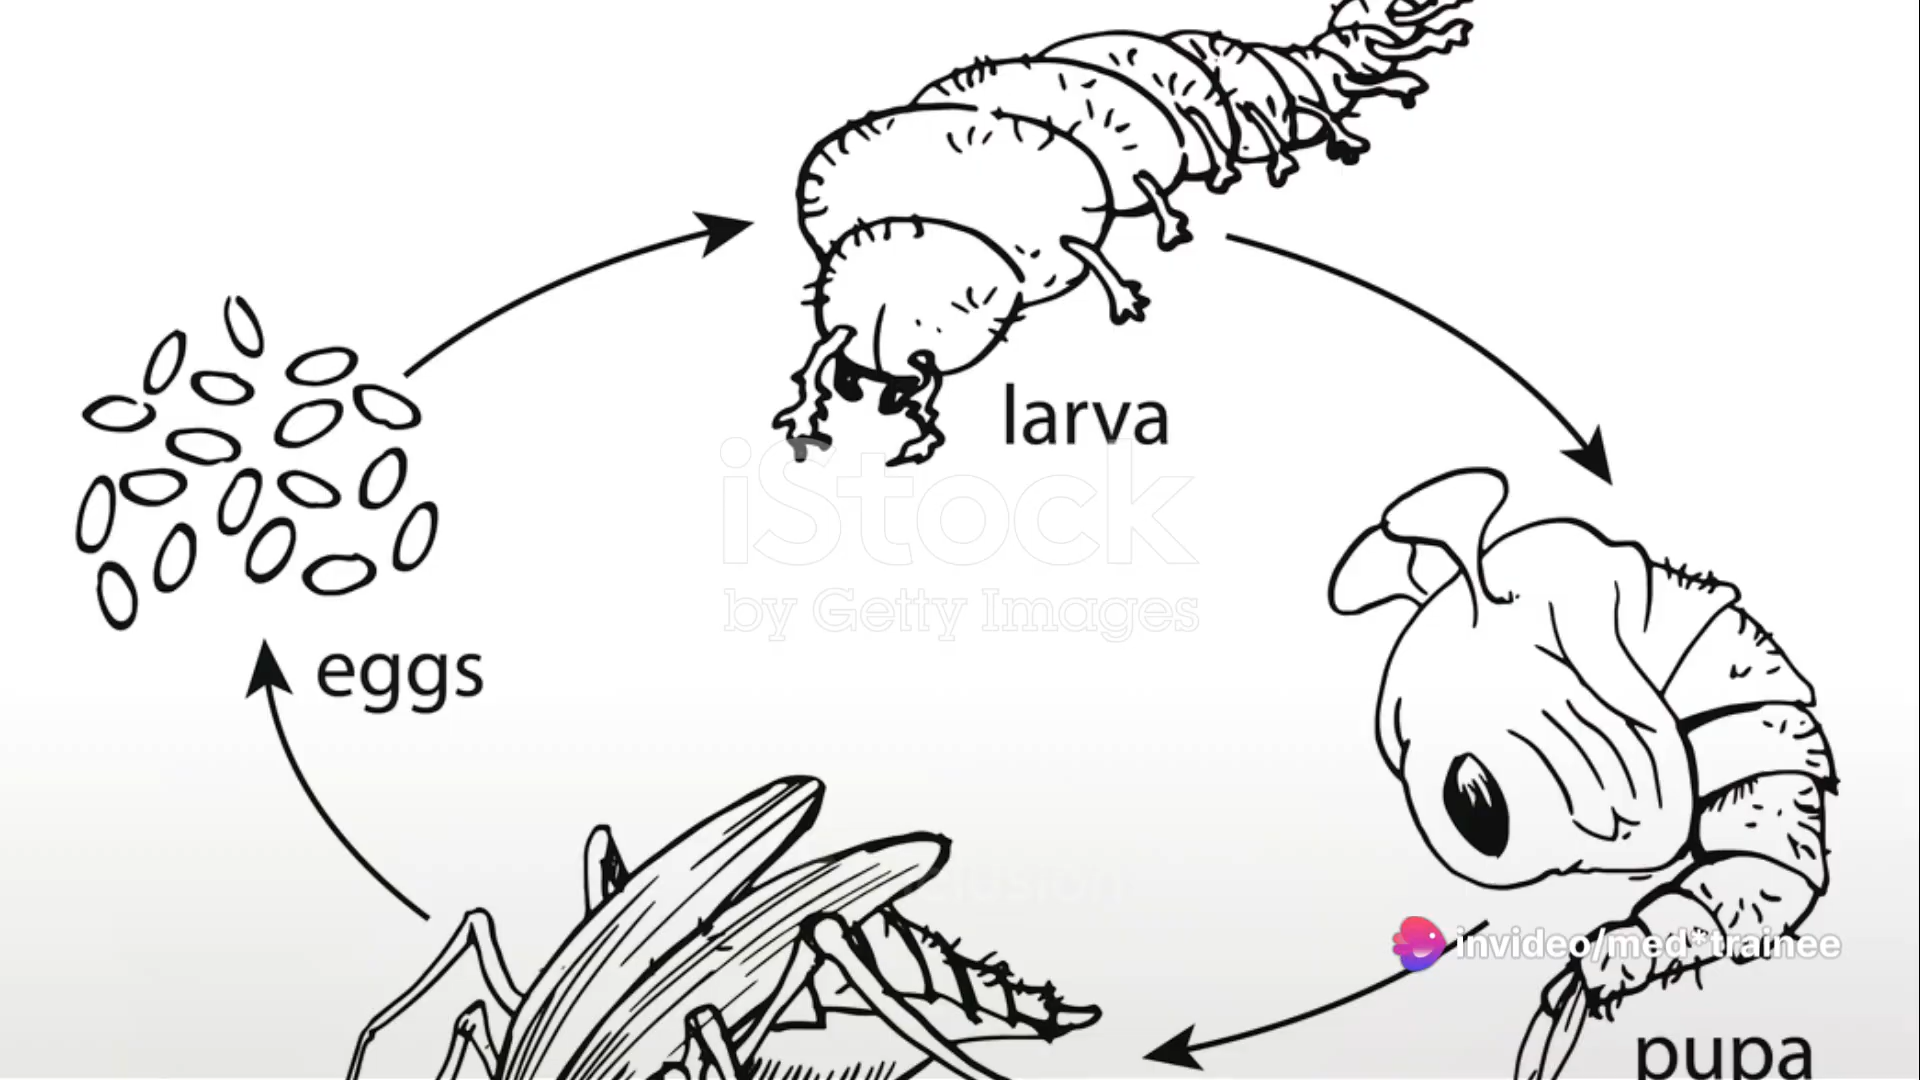 larva
iStock
by Getty Images
eggs
invideo/med*trainee
pupa